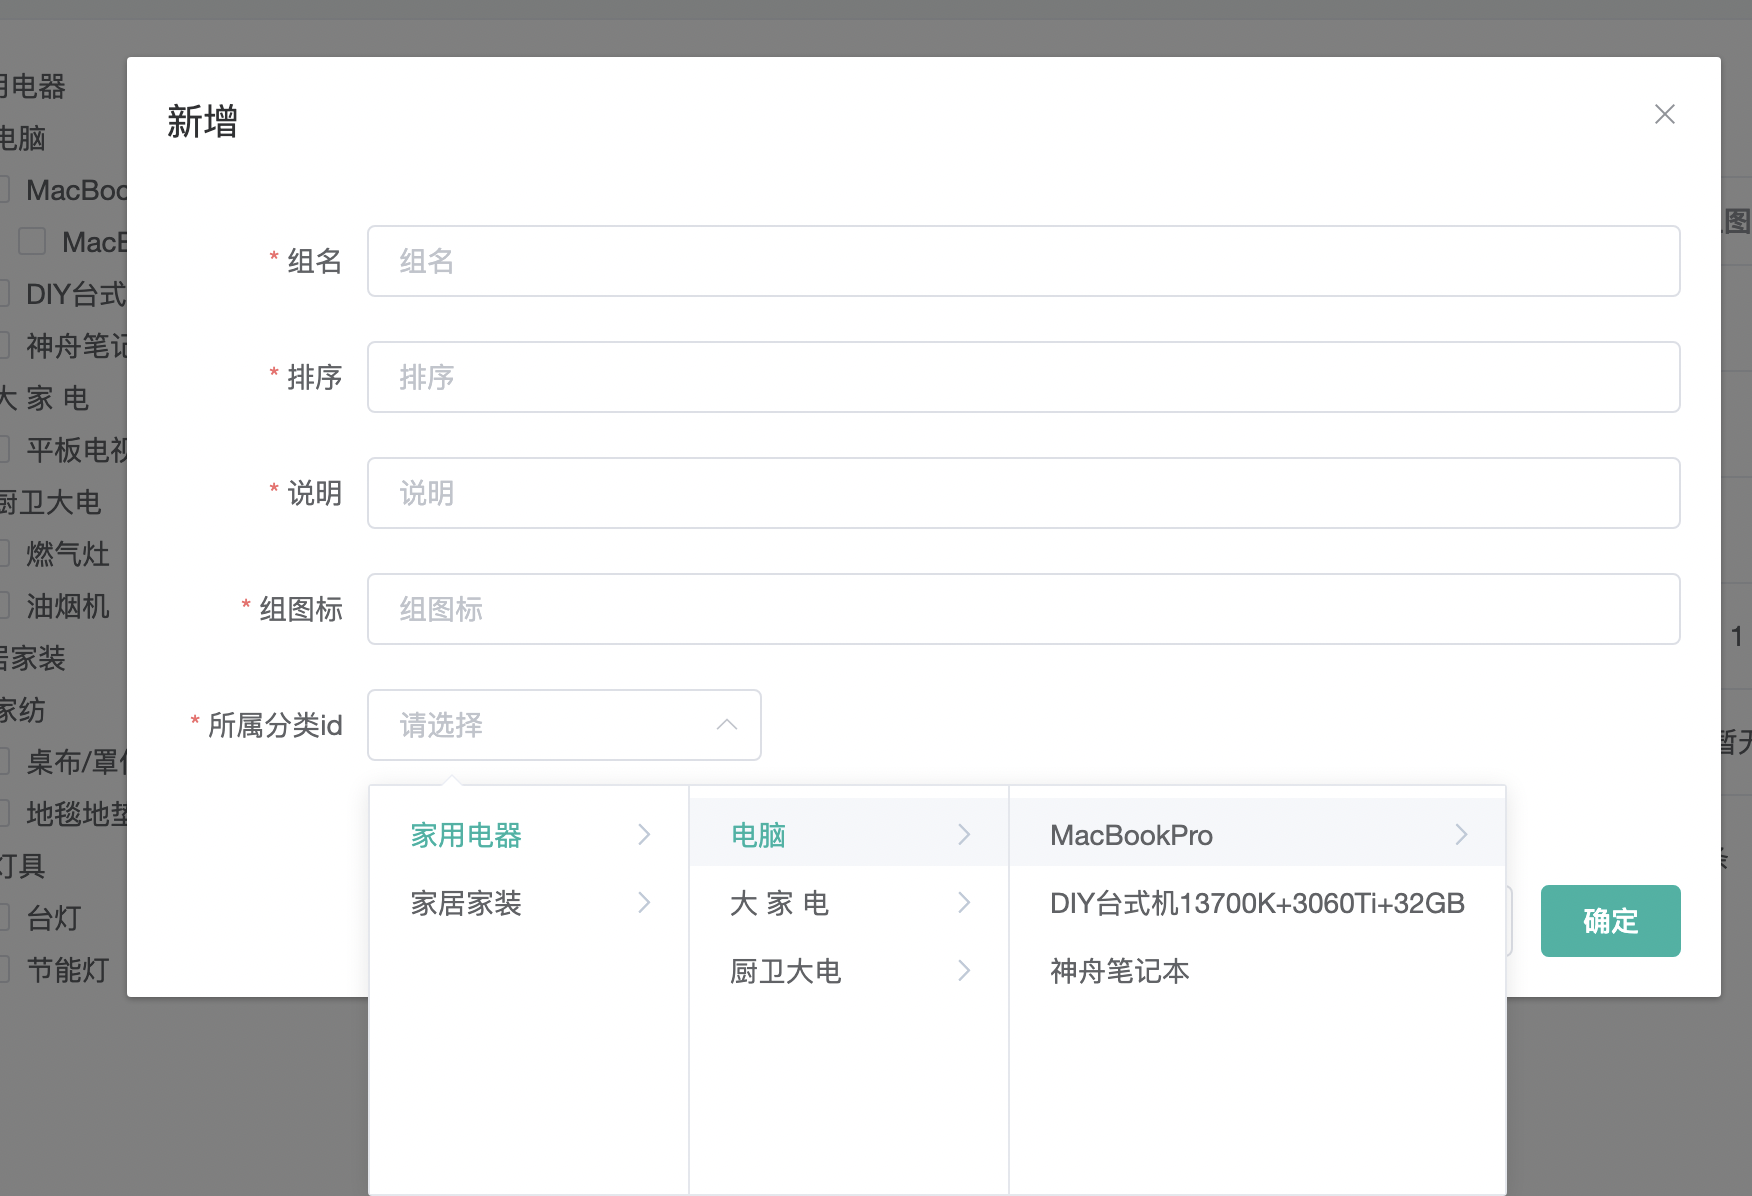 新增
用电器
电脑
MacBoo
MacB
DIY台式
神舟笔记
大 家 电
平板电视
厨卫大电
燃气灶
油烟机
居家装
家纺
桌布/罩件
地毯地垫
灯具
台灯
节能灯
* 组名
组名
* 排序
排序
* 说明
说明
* 组图标
组图标
* 所属分类id
请选择
家用电器
家居家装
电脑
大 家 电
厨卫大电
MacBookPro
DIY台式机13700K+3060Ti+32GB
神舟笔记本
确定
图
1
暂无